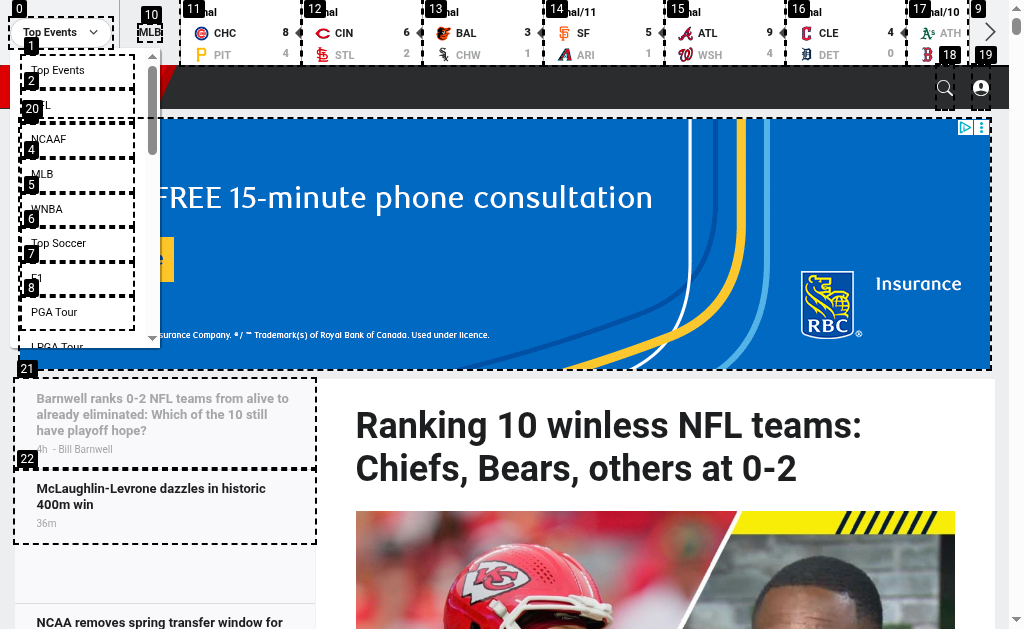 0
Top Events
10
MLB
11
nal
CHC 8
PIT 4
12
nal
CIN 6
STL 2
13
nal
BAL 3
CHW 1
14
nal/11
SF 5
ARI 1
15
nal
ATL 9
WSH 4
16
nal
CLE 4
DET 0
17
nal/10
ATH
9
1
Top Events
2
FL
20
NCAAF
4
MLB
5
WNBA
6
Top Soccer
7
F1
8
PGA Tour
LPGA Tour
18
19
FREE 15-minute phone consultation
e
surance Company. ® / ™ Trademark(s) of Royal Bank of Canada. Used under licence.
RBC
®
Insurance
21
Barnwell ranks 0-2 NFL teams from alive to
already eliminated: Which of the 10 still
have playoff hope?
4h - Bill Barnwell
22
McLaughlin-Levrone dazzles in historic
400m win
36m
NCAA removes spring transfer window for
Ranking 10 winless NFL teams:
Chiefs, Bears, others at 0-2